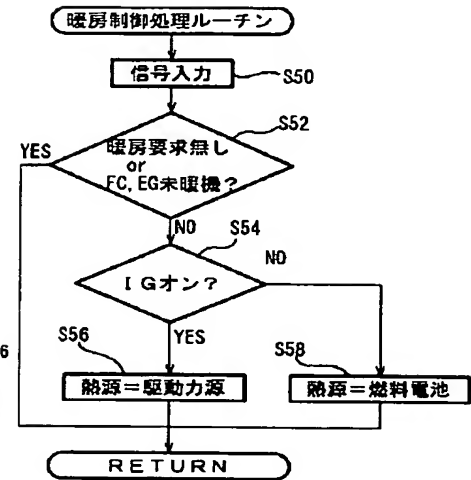 暖房制御処理ルーチン
信号入力
S50
S52
YES
暖房要求無し
or
FC, EG未暖機?
NO
S54
NO
IGオン?
S56
YES
S58
6
熱源=駆動力源
熱源=燃料電池
RETURN